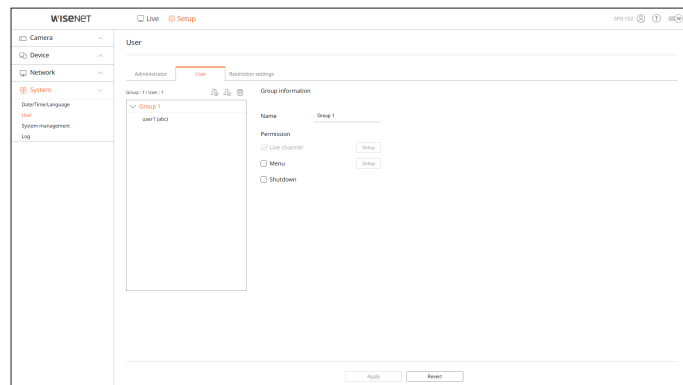 WISENET
Live
Setup
SPD-152
Camera
Device
Network
System
Date/Time/Language
User
System management
Log
User
Administrator
User
Restriction settings
Group : 1 / User : 1
Group 1
user1 (abc)
Group Information
Name
Group 1
Permission
Live channel
Setup
Menu
Setup
Shutdown
Apply
Revert